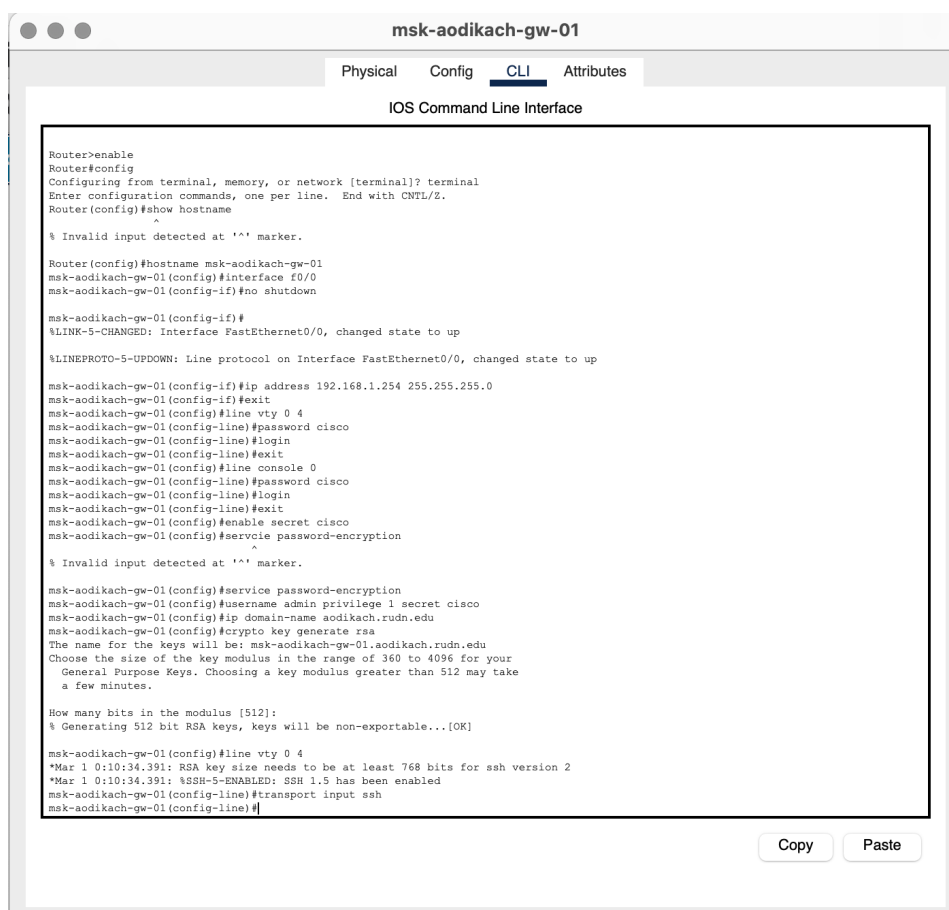 msk-aodikach-gw-01
Physical Config CLI Attributes
IOS Command Line Interface
Router>enable
Router#config
Configuring from terminal, memory, or network [terminal]? terminal
Enter configuration commands, one per line.  End with CNTL/Z.
Router(config)#show hostname
^
% Invalid input detected at '^' marker.
Router(config)#hostname msk-aodikach-gw-01
msk-aodikach-gw-01(config)#interface f0/0
msk-aodikach-gw-01(config-if)#no shutdown
msk-aodikach-gw-01(config-if)#
%LINK-5-CHANGED: Interface FastEthernet0/0, changed state to up
%LINEPROTO-5-UPDOWN: Line protocol on Interface FastEthernet0/0, changed state to up
msk-aodikach-gw-01(config-if)#ip address 192.168.1.254 255.255.255.0
msk-aodikach-gw-01(config-if)#exit
msk-aodikach-gw-01(config)#line vty 0 4
msk-aodikach-gw-01(config-line)#password cisco
msk-aodikach-gw-01(config-line)#login
msk-aodikach-gw-01(config-line)#exit
msk-aodikach-gw-01(config)#line console 0
msk-aodikach-gw-01(config-line)#password cisco
msk-aodikach-gw-01(config-line)#login
msk-aodikach-gw-01(config-line)#exit
msk-aodikach-gw-01(config)#enable secret cisco
msk-aodikach-gw-01(config)#servcie password-encryption
^
% Invalid input detected at '^' marker.
msk-aodikach-gw-01(config)#service password-encryption
msk-aodikach-gw-01(config)#username admin privilege 1 secret cisco
msk-aodikach-gw-01(config)#ip domain-name aodikach.rudn.edu
msk-aodikach-gw-01(config)#crypto key generate rsa
The name for the keys will be: msk-aodikach-gw-01.aodikach.rudn.edu
Choose the size of the key modulus in the range of 360 to 4096 for your
General Purpose Keys. Choosing a key modulus greater than 512 may take
a few minutes.
How many bits in the modulus [512]:
% Generating 512 bit RSA keys, keys will be non-exportable...[OK]
msk-aodikach-gw-01(config)#line vty 0 4
*Mar 1 0:10:34.391: RSA key size needs to be at least 768 bits for ssh version 2
*Mar 1 0:10:34.391: %SSH-5-ENABLED: SSH 1.5 has been enabled
msk-aodikach-gw-01(config-line)#transport input ssh
msk-aodikach-gw-01(config-line)#
Copy Paste